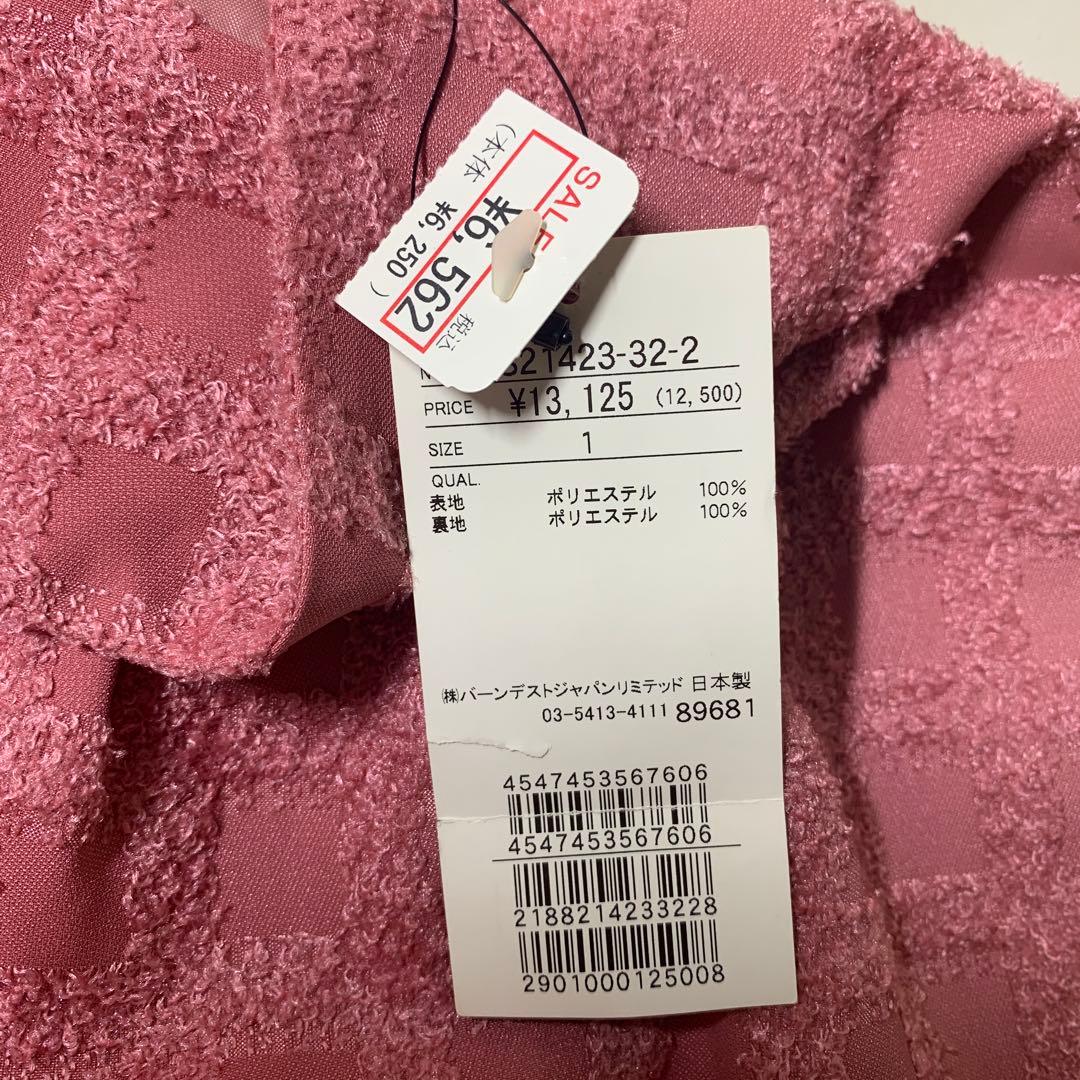 SALE
¥6,562
税込
(本体 ¥6,250)
21423-32-2
PRICE ¥13,125 (12,500)
SIZE 1
QUAL.
表地 ポリエステル 100%
裏地 ポリエステル 100%
㈱バーンデストジャパンリミテッド 日本製
03-5413-4111 89681
4547453567606
4547453567606
2188214233228
2901000125008